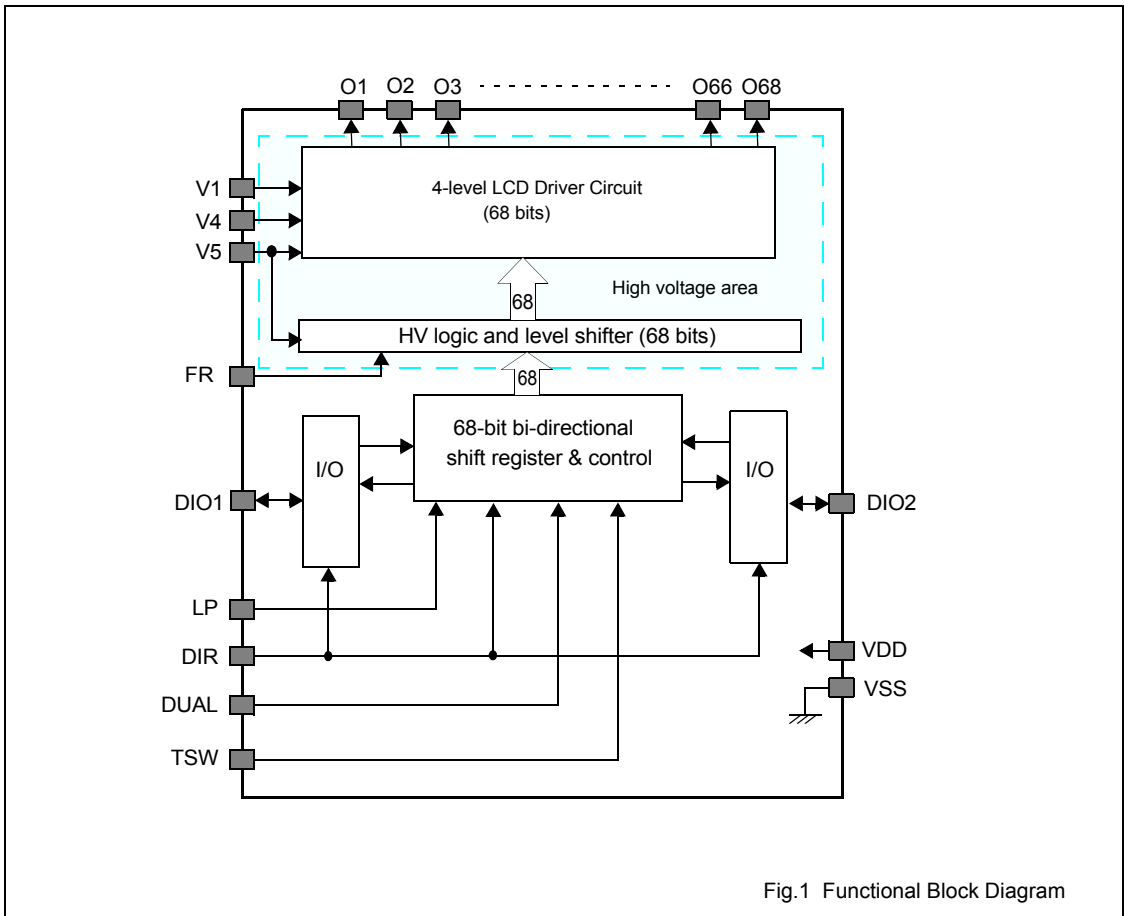 O1 O2 O3 O66 O68
V1
4-level LCD Driver Circuit
(68 bits)
V4
V5
68
High voltage area
HV logic and level shifter (68 bits)
FR
68
68-bit bi-directional
shift register & control
I/O
I/O
DIO1
DIO2
LP
DIR
VDD
VSS
DUAL
TSW
Fig.1 Functional Block Diagram